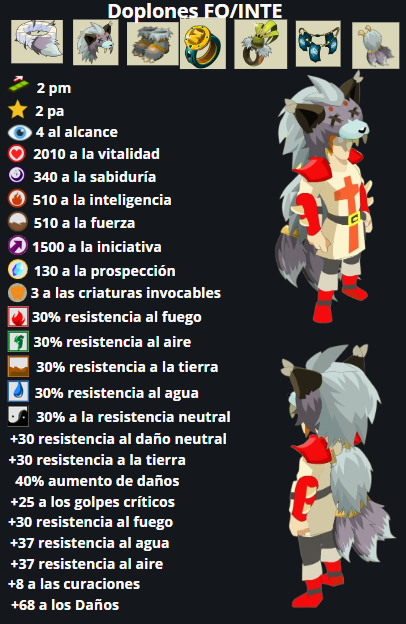 Doplones FO/INTE
2 pm
2 pa
4 al alcance
2010 a la vitalidad
340 a la sabiduría
510 a la inteligencia
510 a la fuerza
1500 a la iniciativa
130 a la prospección
3 a las criaturas invocables
30% resistencia al fuego
30% resistencia al aire
30% resistencia a la tierra
30% resistencia al agua
30% a la resistencia neutral
+30 resistencia al daño neutral
+30 resistencia a la tierra
40% aumento de daños
+25 a los golpes críticos
+30 resistencia al fuego
+37 resistencia al agua
+37 resistencia al aire
+8 a las curaciones
+68 a los Daños